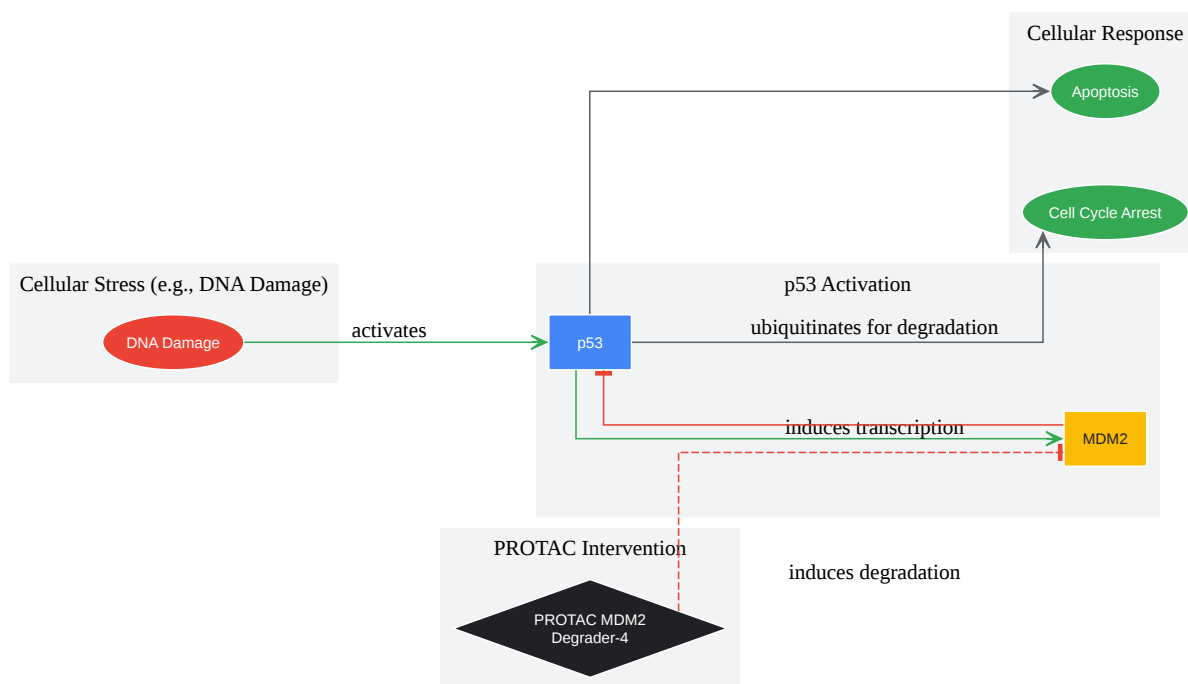 Cellular Response
Apoptosis
Cell Cycle Arrest
Cellular Stress (e.g., DNA Damage)
DNA Damage
activates
p53 Activation
p53
ubiquitinates for degradation
induces transcription
MDM2
PROTAC Intervention
induces degradation
PROTAC MDM2
Degrader-4